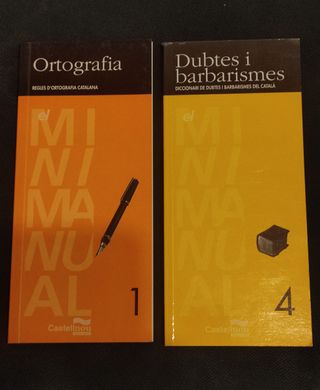 Ortografia
REGLES D'ORTOGRAFIA CATALANA
el
MI
NI
MA
NU
AL
1
Castellnou
Dubtes i
barbarismes
DICCIONARI DE DUBTES I BARBARISMES DEL CATALÀ
el
MI
NI
MA
NU
AL
4
Castellnou